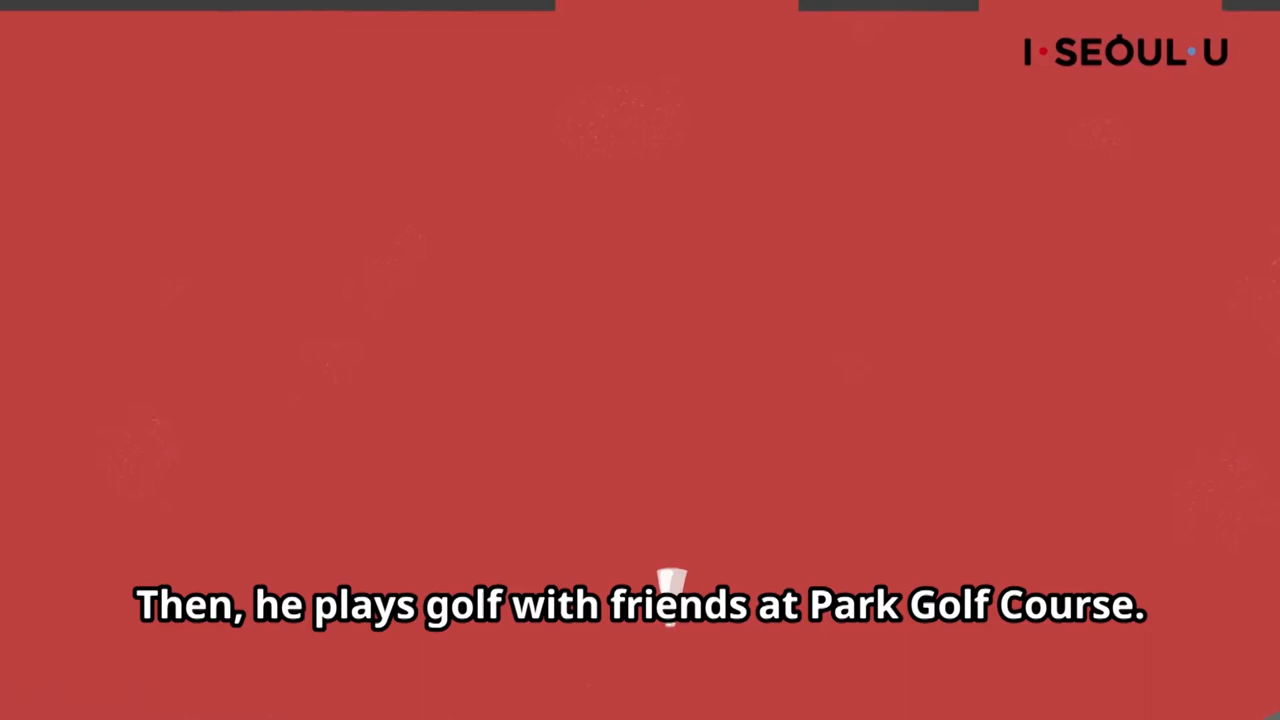 I·SEOUL·U
Then, he plays golf with friends at Park Golf Course.